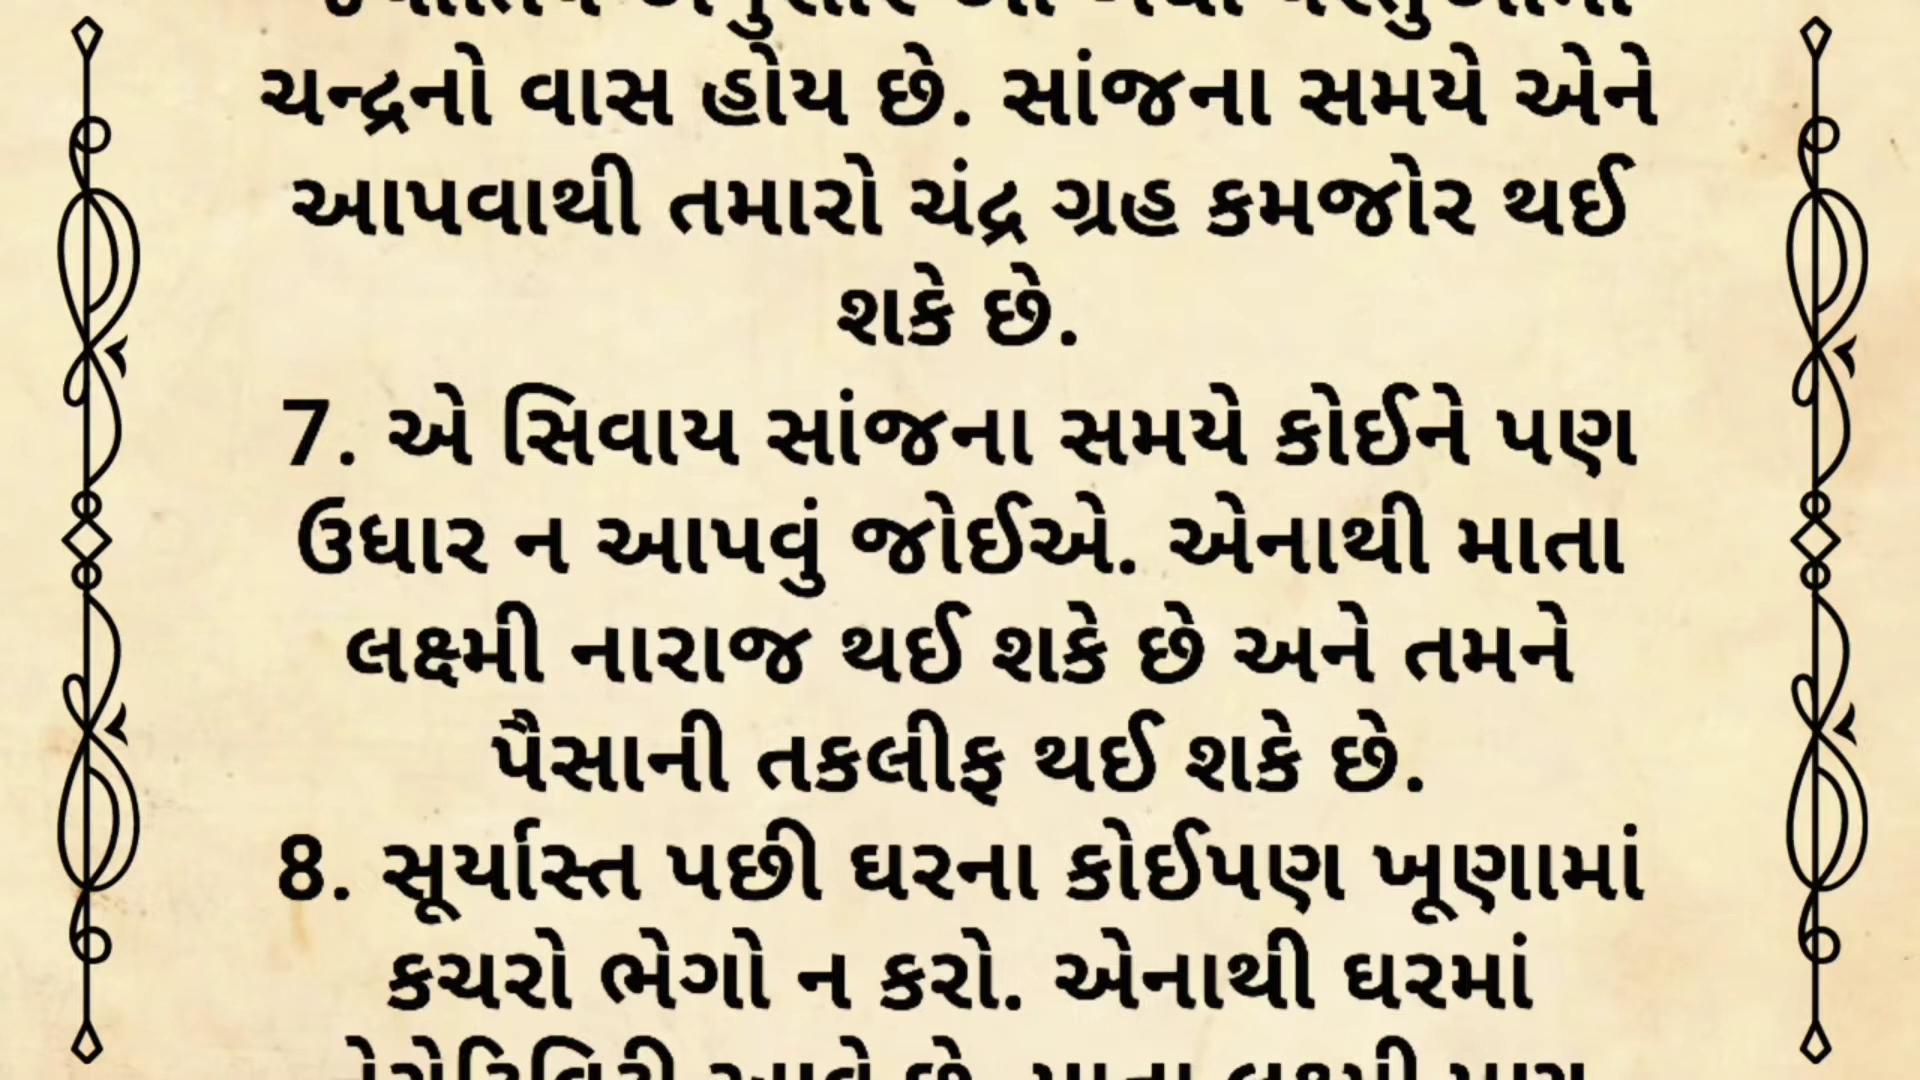 ચન્દ્રનો વાસ હોય છે. સાંજના સમયે એને
આપવાથી તમારો ચંદ્ર ગ્રહ કમજોર થઈ
શકે છે.
7. એ સિવાય સાંજના સમયે કોઈને પણ
ઉધાર ન આપવું જોઈએ. એનાથી માતા
લક્ષ્મી નારાજ થઈ શકે છે અને તમને
પૈસાની તકલીફ થઈ શકે છે.
8. સૂર્યાસ્ત પછી ઘરના કોઈપણ ખૂણામાં
કચરો ભેગો ન કરો. એનાથી ઘરમાં